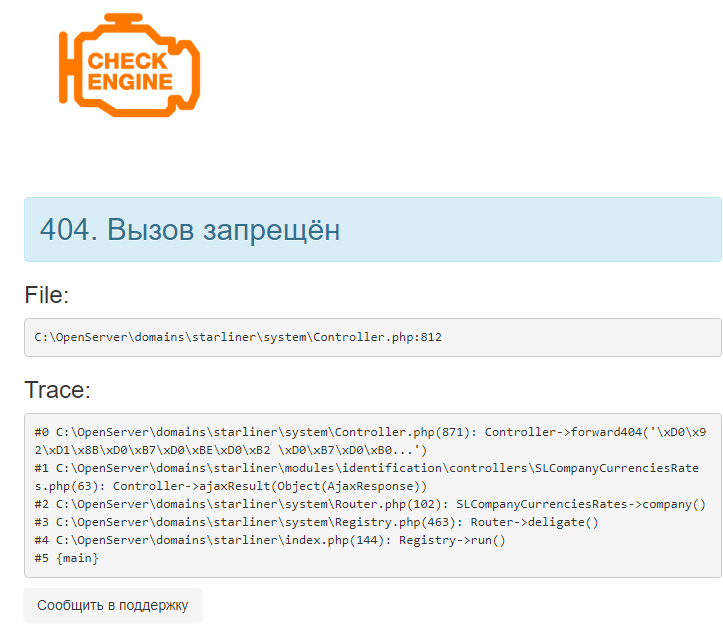 CHECK
ENGINE
404. Вызов запрещён
File:
C:\OpenServer\domains\starliner\system\Controller.php:812
Trace:
#0 C:\OpenServer\domains\starliner\system\Controller.php(871): Controller->forward404('\xD0\x9
2\xD1\x8B\xD0\xB7\xD0\xBE\xD0\xB2 \xD0\xB7\xD0\xB0...')
#1 C:\OpenServer\domains\starliner\modules\identification\controllers\SLCompanyCurrenciesRate
s.php(63): Controller->ajaxResult(Object(AjaxResponse))
#2 C:\OpenServer\domains\starliner\system\Router.php(102): SLCompanyCurrenciesRates->company()
#3 C:\OpenServer\domains\starliner\system\Registry.php(463): Router->deligate()
#4 C:\OpenServer\domains\starliner\index.php(144): Registry->run()
#5 {main}
Сообщить в поддержку